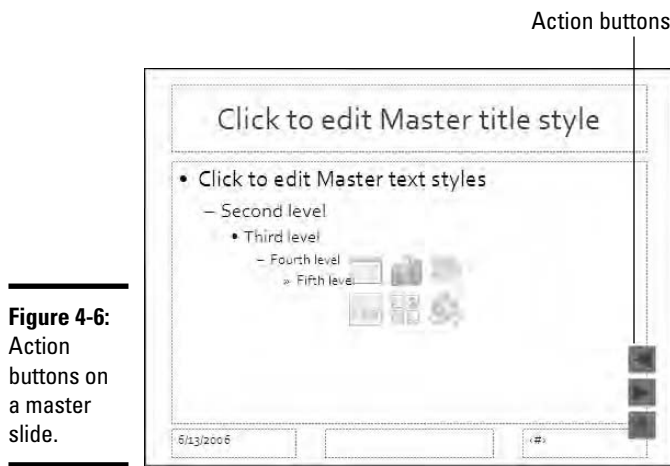 Action buttons
Click to edit Master title style
• Click to edit Master text styles
– Second level
• Third level
– Fourth level
» Fifth level
6/13/2006
‹#›
Figure 4-6:
Action
buttons on
a master
slide.